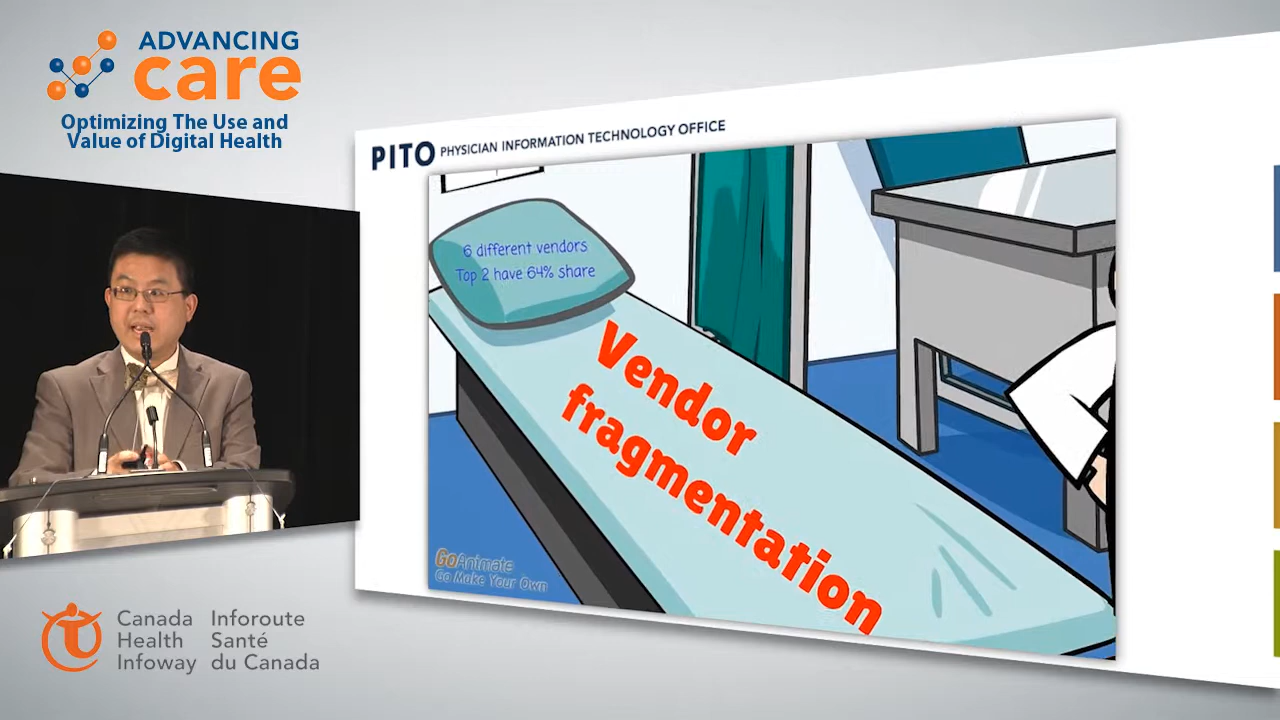 ADVANCING
care
Optimizing The Use and
Value of Digital Health
PITO PHYSICIAN INFORMATION TECHNOLOGY OFFICE
6 different vendors
Top 2 have 64% share
Vendor
fragmentation
GoAnimate
Go Make Your Own
Canada Inforoute
Health Santé
Infoway du Canada